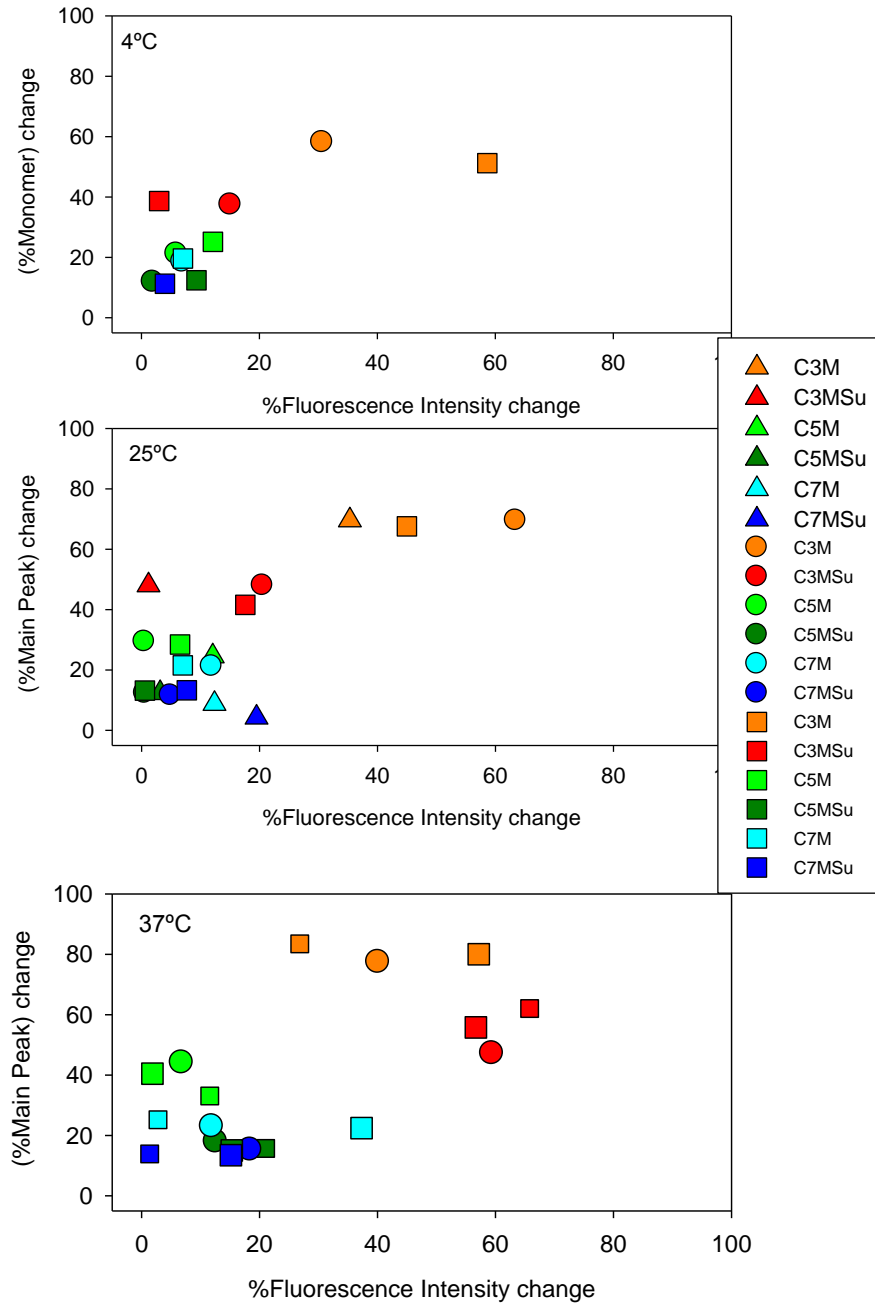 100
80
60
40
20
0
(%Monomer) change
4ºC
0 20 40 60 80 10
%Fluorescence Intensity change
100
80
60
40
20
0
(%Main Peak) change
25ºC
0 20 40 60 80 10
%Fluorescence Intensity change
C3M
C3MSu
C5M
C5MSu
C7M
C7MSu
C3M
C3MSu
C5M
C5MSu
C7M
C7MSu
C3M
C3MSu
C5M
C5MSu
C7M
C7MSu
100
80
60
40
20
0
(%Main Peak) change
37ºC
0 20 40 60 80 100
%Fluorescence Intensity change